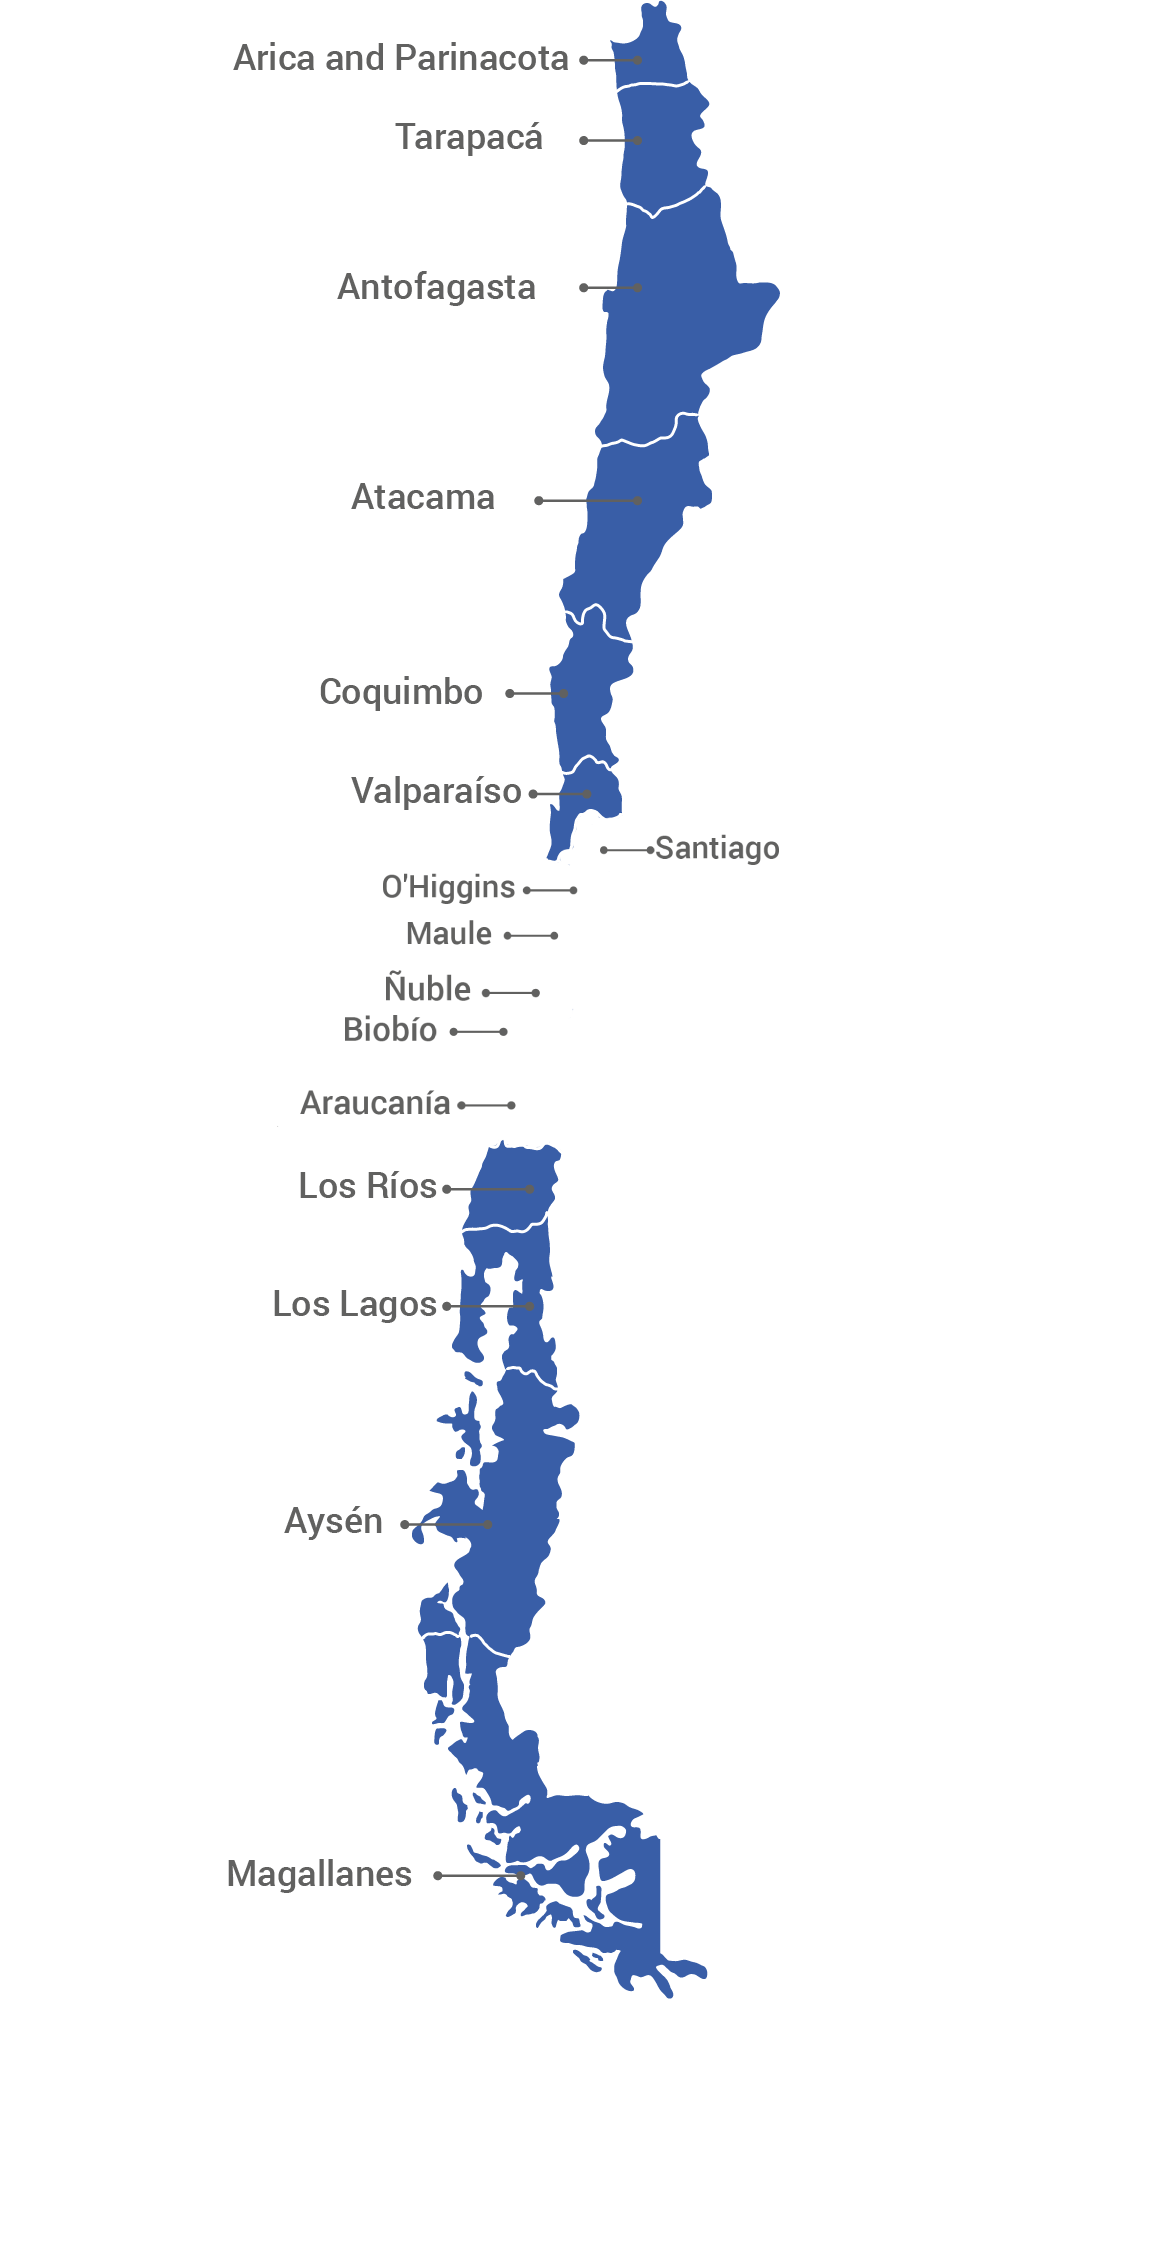 Arica and Parinacota
Tarapacá
Antofagasta
Atacama
Coquimbo
Valparaíso
Santiago
O'Higgins
Maule
Ñuble
Biobío
Araucanía
Los Ríos
Los Lagos
Aysén
Magallanes